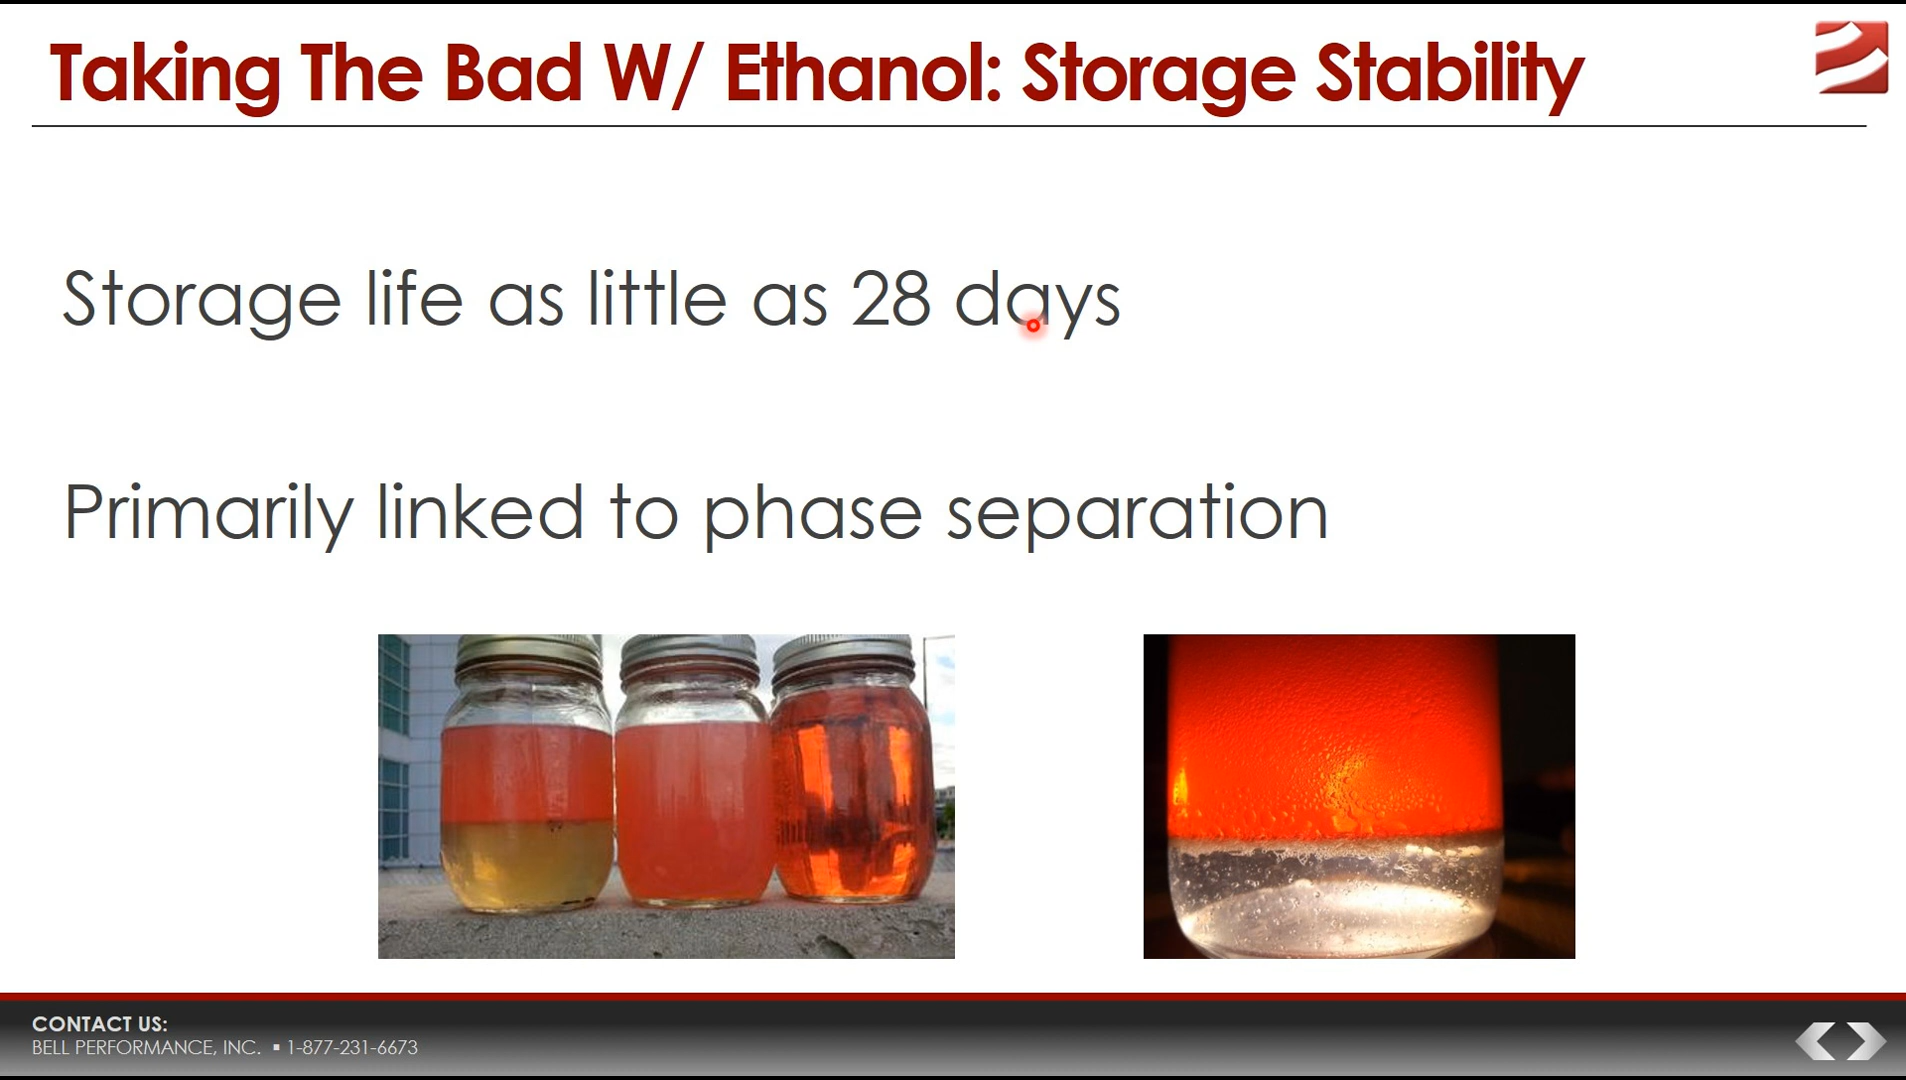 Taking The Bad W/ Ethanol: Storage Stability
Storage life as little as 28 days
Primarily linked to phase separation
CONTACT US:
BELL PERFORMANCE, INC. ▪ 1-877-231-6673